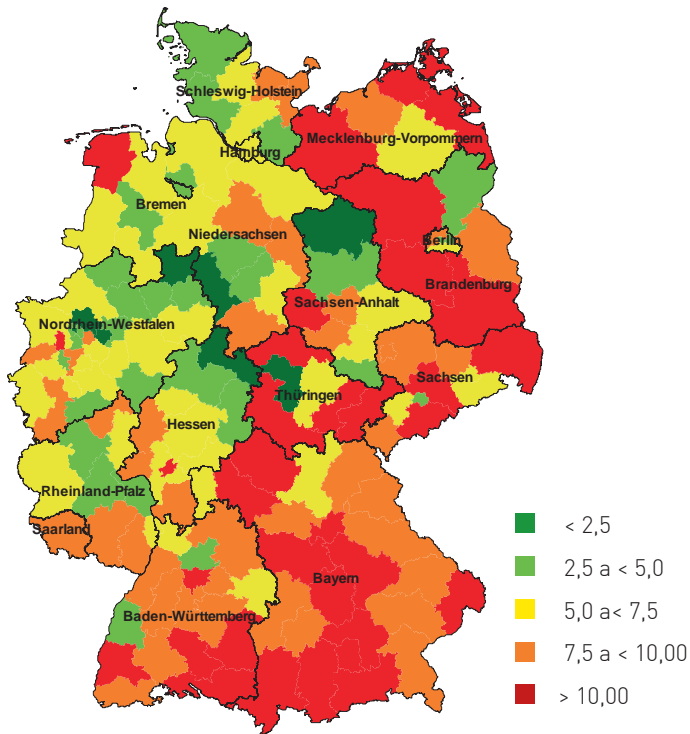 Schleswig-Holstein
Mecklenburg-Vorpommern
Hamburg
Bremen
Niedersachsen
Berlin
Brandenburg
Sachsen-Anhalt
Nordrhein-Westfalen
Sachsen
Thüringen
Hessen
Rheinland-Pfalz
Saarland
Bayern
Baden-Württemberg
< 2,5
2,5 a < 5,0
5,0 a< 7,5
7,5 a < 10,00
> 10,00